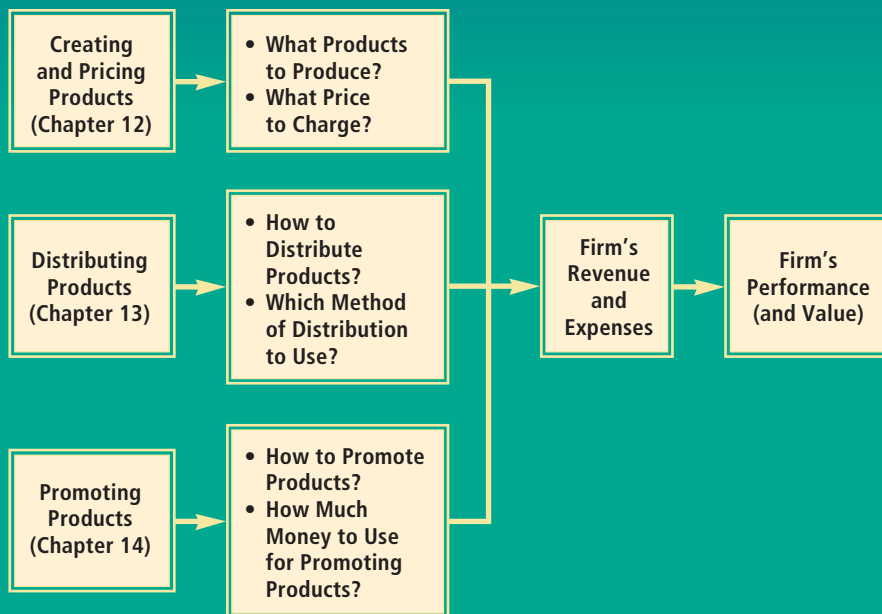 Creating
and Pricing
Products
(Chapter 12)
• What Products
to Produce?
• What Price
to Charge?
Distributing
Products
(Chapter 13)
• How to
Distribute
Products?
• Which Method
of Distribution
to Use?
Firm's
Revenue
and
Expenses
Firm's
Performance
(and Value)
Promoting
Products
(Chapter 14)
• How to Promote
Products?
• How Much
Money to Use
for Promoting
Products?